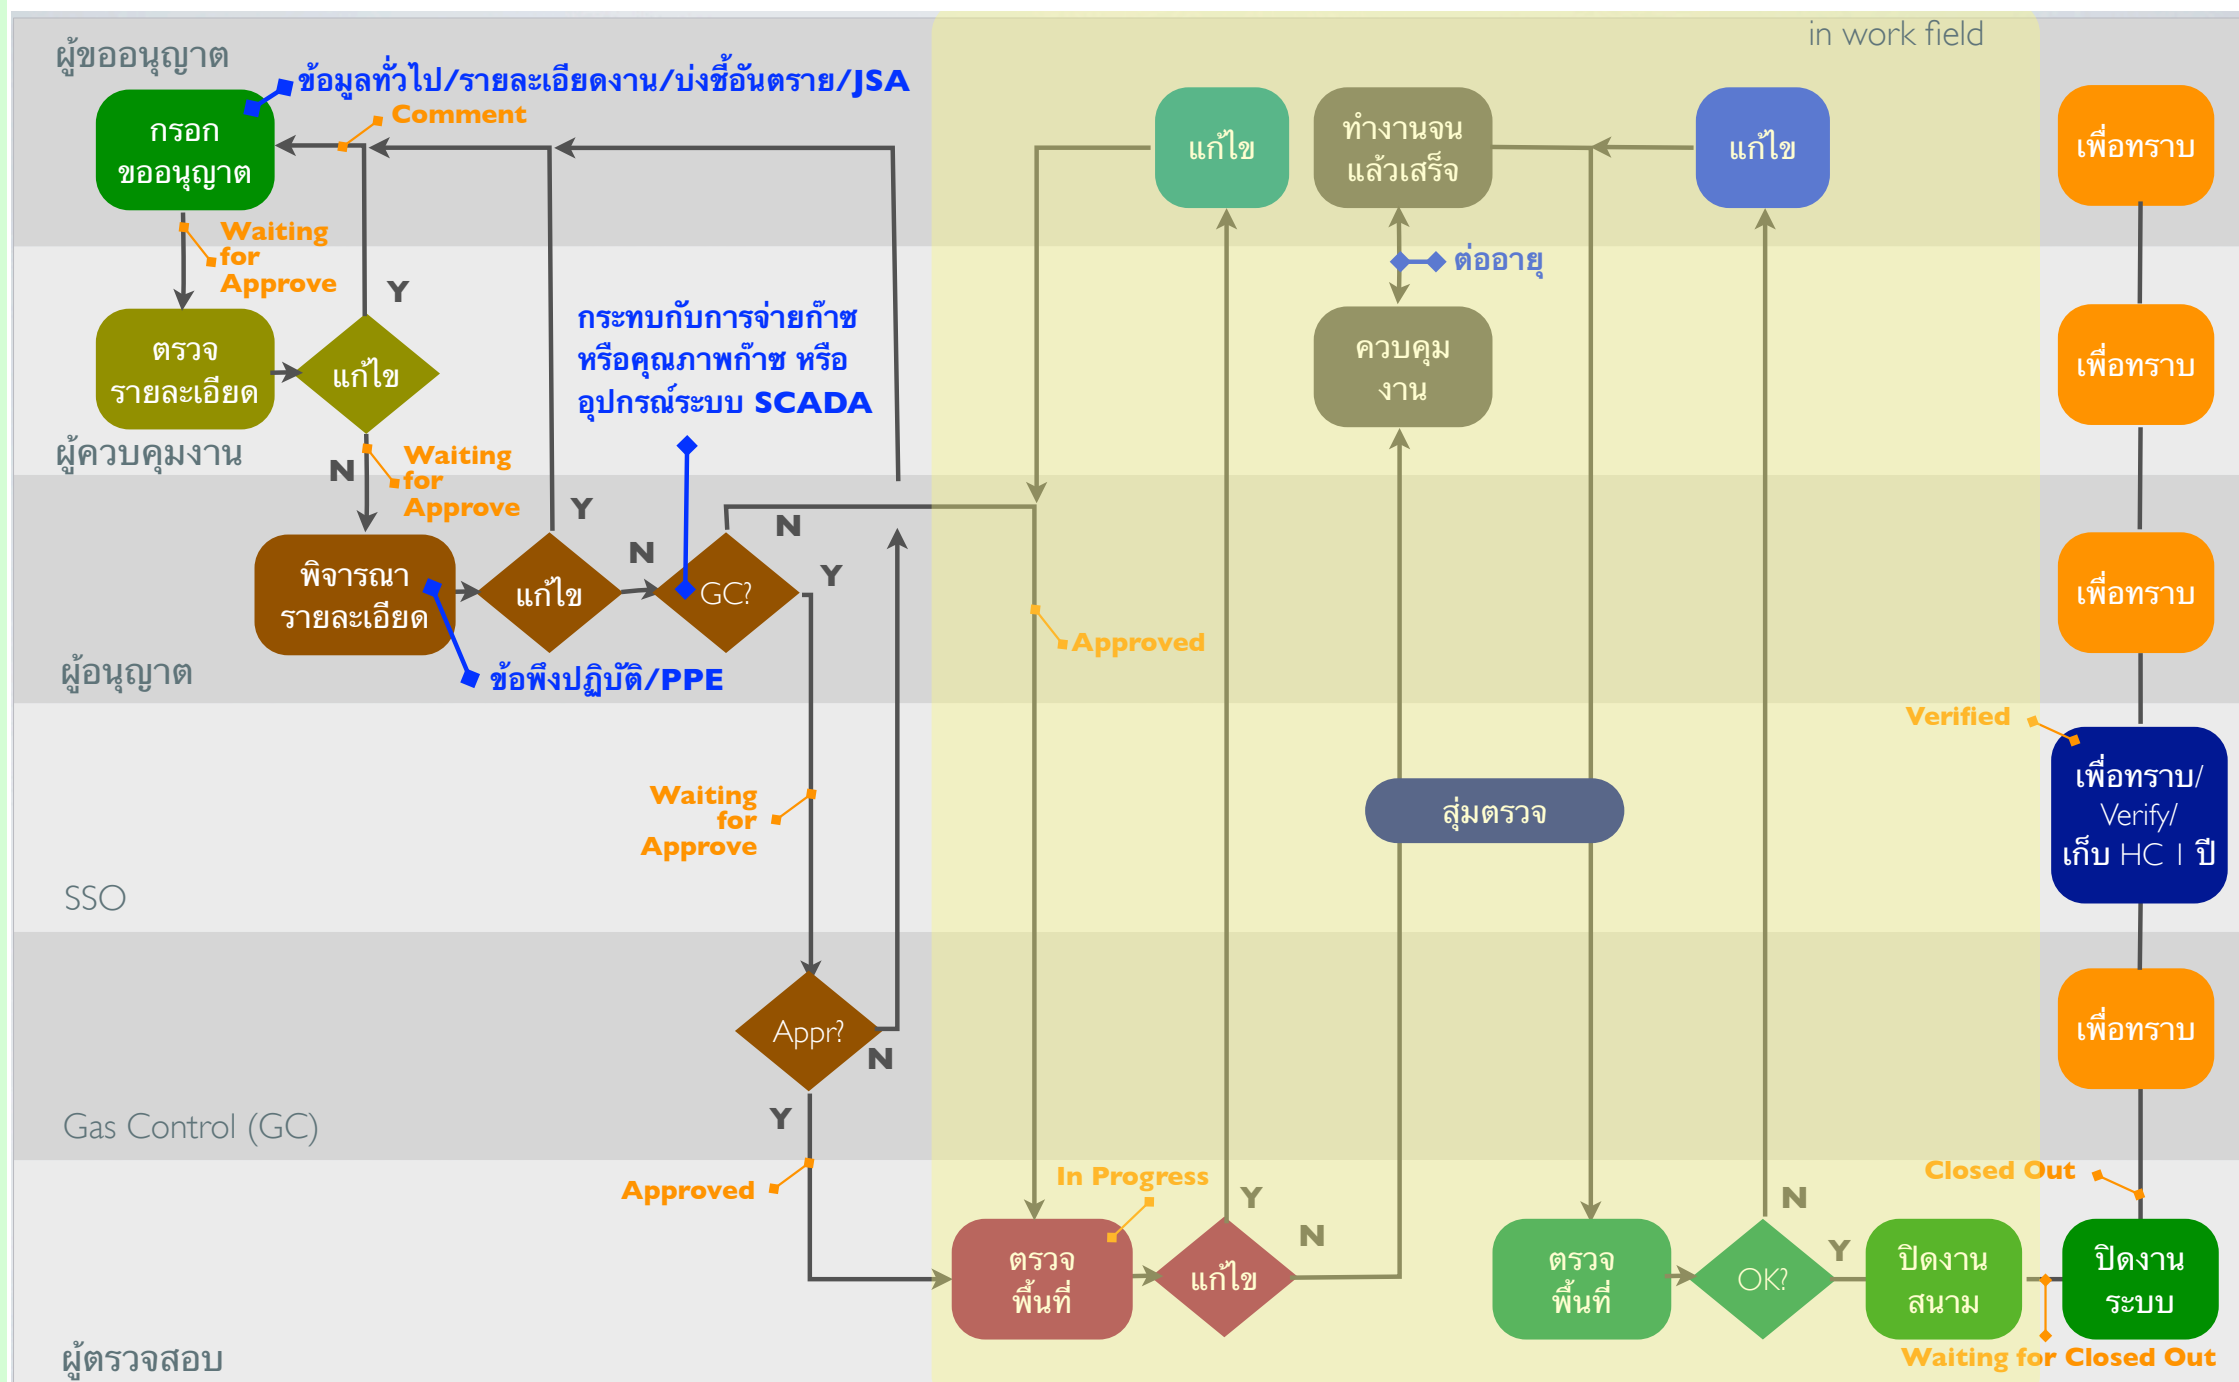 in work field
ผู้ขออนุญาต
ข้อมูลทั่วไป/รายละเอียดงาน/บ่งชี้อันตราย/JSA
Comment
กรอก
ขออนุญาต
แก้ไข
ทำงานจน
แล้วเสร็จ
แก้ไข
เพื่อทราบ
Waiting
for
Approve
Y
ต่ออายุ
กระทบกับการจ่ายก๊าซ
หรือคุณภาพก๊าซ หรือ
อุปกรณ์ระบบ SCADA
ตรวจ
รายละเอียด
แก้ไข
ควบคุม
งาน
เพื่อทราบ
ผู้ควบคุมงาน
N
Waiting
for
Approve
Y
N
N
Y
พิจารณา
รายละเอียด
แก้ไข
GC?
เพื่อทราบ
Approved
ผู้อนุญาต
ข้อพึงปฏิบัติ/PPE
Verified
เพื่อทราบ/
Verify/
เก็บ HC 1 ปี
Waiting
for
Approve
สุ่มตรวจ
SSO
Appr?
N
เพื่อทราบ
Gas Control (GC)
Y
Approved
In Progress
Closed Out
Y
N
N
Y
ตรวจ
พื้นที่
แก้ไข
ตรวจ
พื้นที่
OK?
ปิดงาน
สนาม
ปิดงาน
ระบบ
Waiting for Closed Out
ผู้ตรวจสอบ